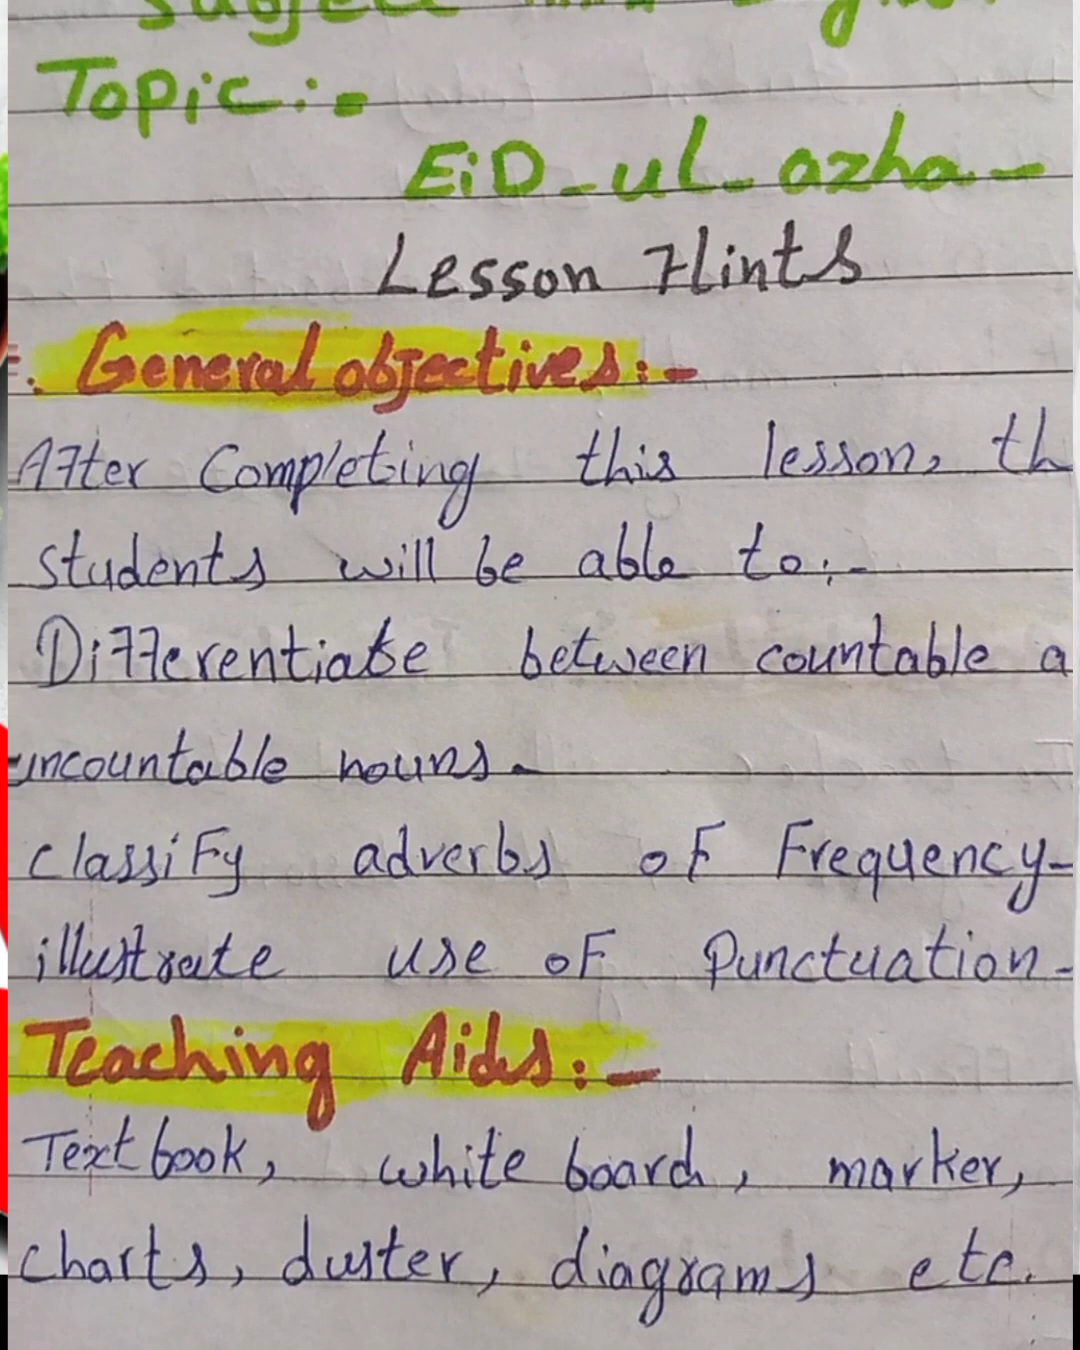 Subject
Topic:-
EiD-ul-azha-
Lesson Hints
General objectives:-
After Completing this lesson, th
students will be able to:-
Differentiate between countable a
uncountable nouns-
classify adverbs of Frequency-
illustrate use of Punctuation-
Teaching Aids:-
Text book, white board, marker,
charts, duster, diagrams etc.